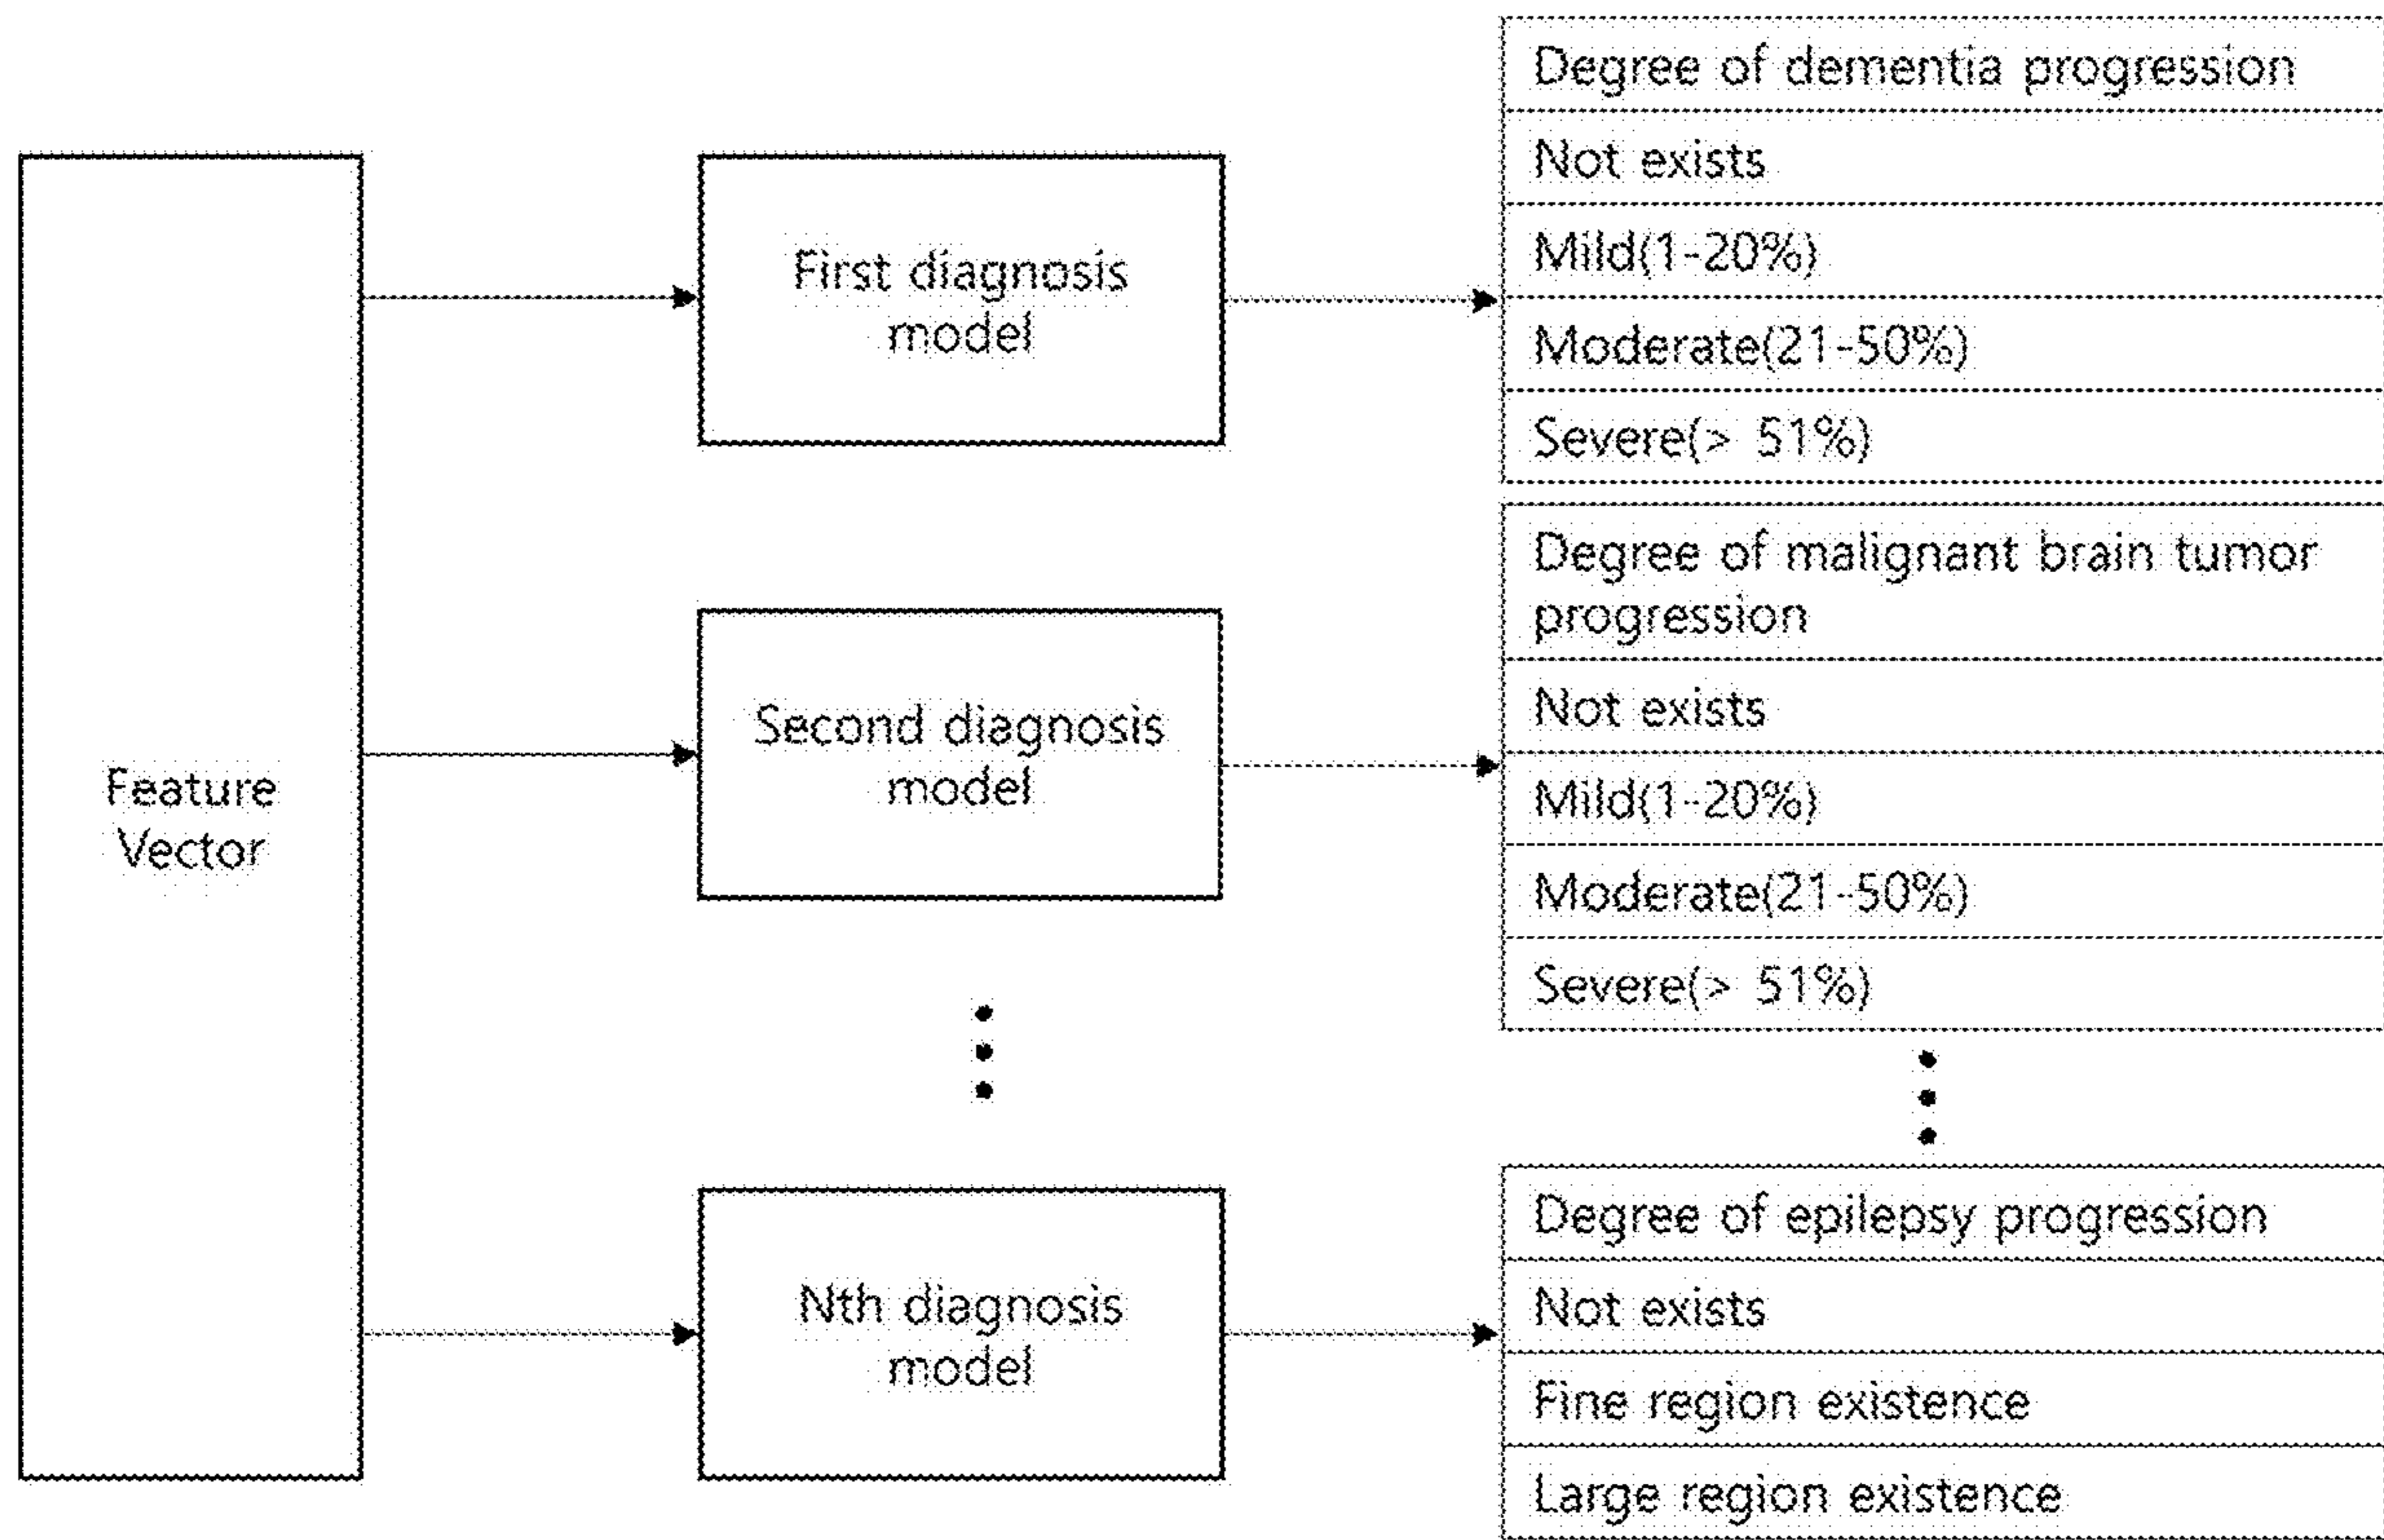 Feature
Vector
First diagnosis
model
Degree of dementia progression
Not exists
Mild(1-20%)
Moderate(21-50%)
Severe(> 51%)
Second diagnosis
model
Degree of malignant brain tumor
progression
Not exists
Mild(1-20%)
Moderate(21-50%)
Severe(> 51%)
Nth diagnosis
model
Degree of epilepsy progression
Not exists
Fine region existence
Large region existence